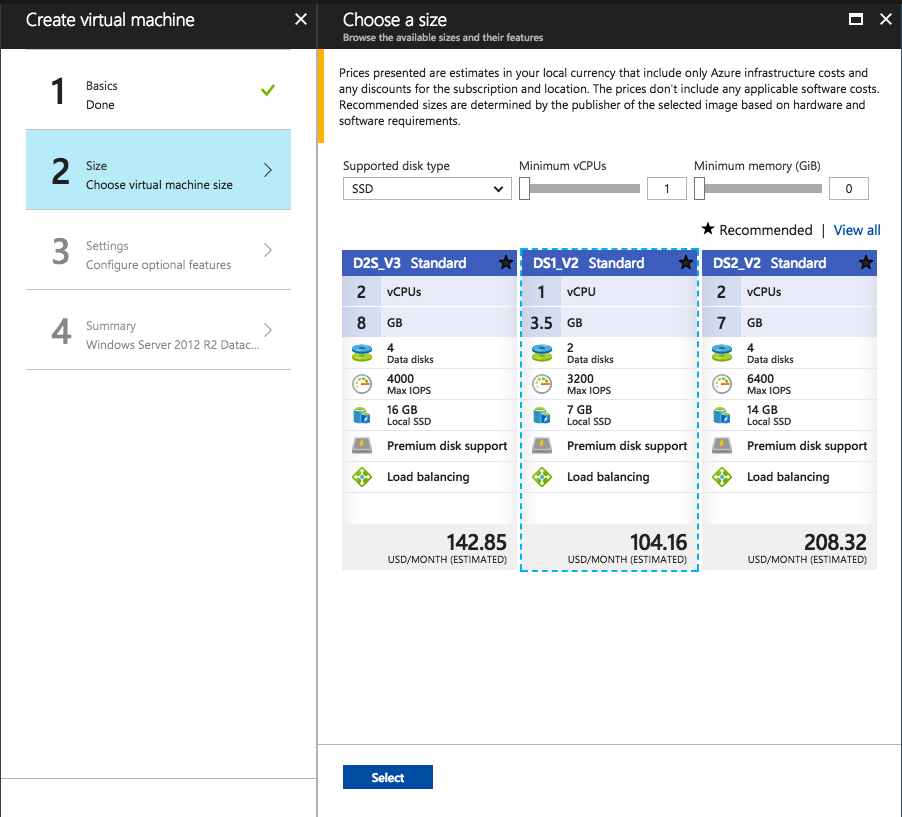 Create virtual machine
1
Basics
Done
2
Size
Choose virtual machine size
3
Settings
Configure optional features
4
Summary
Windows Server 2012 R2 Datac...
Choose a size
Browse the available sizes and their features
Prices presented are estimates in your local currency that include only Azure infrastructure costs and
any discounts for the subscription and location. The prices don't include any applicable software costs.
Recommended sizes are determined by the publisher of the selected image based on hardware and
software requirements.
Supported disk type
SSD
Minimum vCPUs
1
Minimum memory (GiB)
0
★ Recommended | View all
D2S_V3 Standard
2 vCPUs
8 GB
4
Data disks
4000
Max IOPS
16 GB
Local SSD
Premium disk support
Load balancing
142.85
USD/MONTH (ESTIMATED)
DS1_V2 Standard
1 vCPU
3.5 GB
2
Data disks
3200
Max IOPS
7 GB
Local SSD
Premium disk support
Load balancing
104.16
USD/MONTH (ESTIMATED)
DS2_V2 Standard
2 vCPUs
7 GB
4
Data disks
6400
Max IOPS
14 GB
Local SSD
Premium disk support
Load balancing
208.32
USD/MONTH (ESTIMATED)
Select